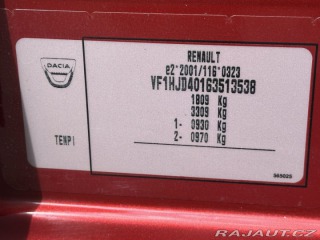 DACIA
RENAULT
e2*2001/116*0323
VF1HJD40163513538
1809 Kg
3309 Kg
1- 0930 Kg
2- 0970 Kg
TENPI
RAJAUT.CZ